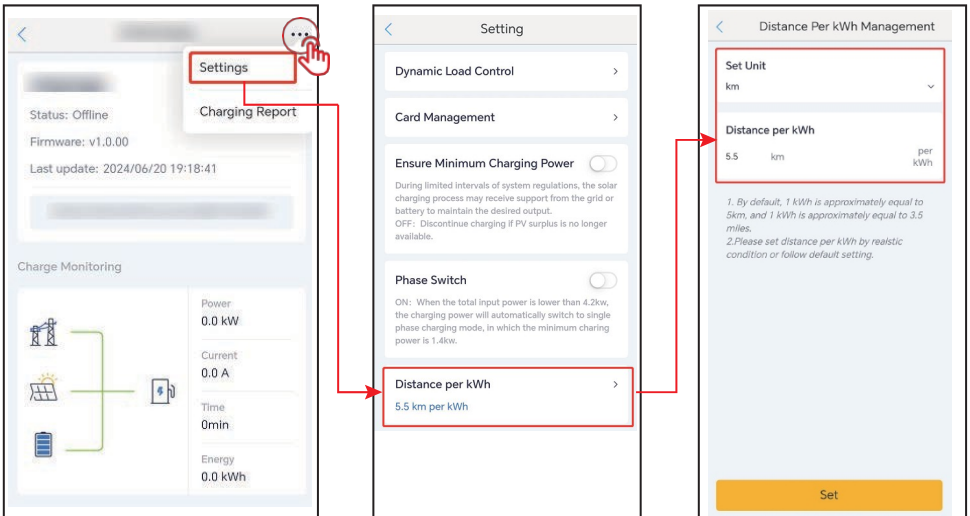 Settings
Charging Report
Status: Offline
Firmware: v1.0.00
Last update: 2024/06/20 19:18:41
Charge Monitoring
Power
0.0 kW
Current
0.0 A
Time
0min
Energy
0.0 kWh
Setting
Dynamic Load Control
Card Management
Ensure Minimum Charging Power
During limited intervals of system regulations, the solar
charging process may receive support from the grid or
battery to maintain the desired output.
OFF: Discontinue charging if PV surplus is no longer
available.
Phase Switch
ON: When the total input power is lower than 4.2kw,
the charging power will automatically switch to single
phase charging mode, in which the minimum charing
power is 1.4kw.
Distance per kWh
5.5 km per kWh
Distance Per kWh Management
Set Unit
km
Distance per kWh
5.5 km per
kWh
1. By default, 1 kWh is approximately equal to
5km, and 1 kWh is approximately equal to 3.5
miles.
2.Please set distance per kWh by realstic
condition or follow default setting.
Set